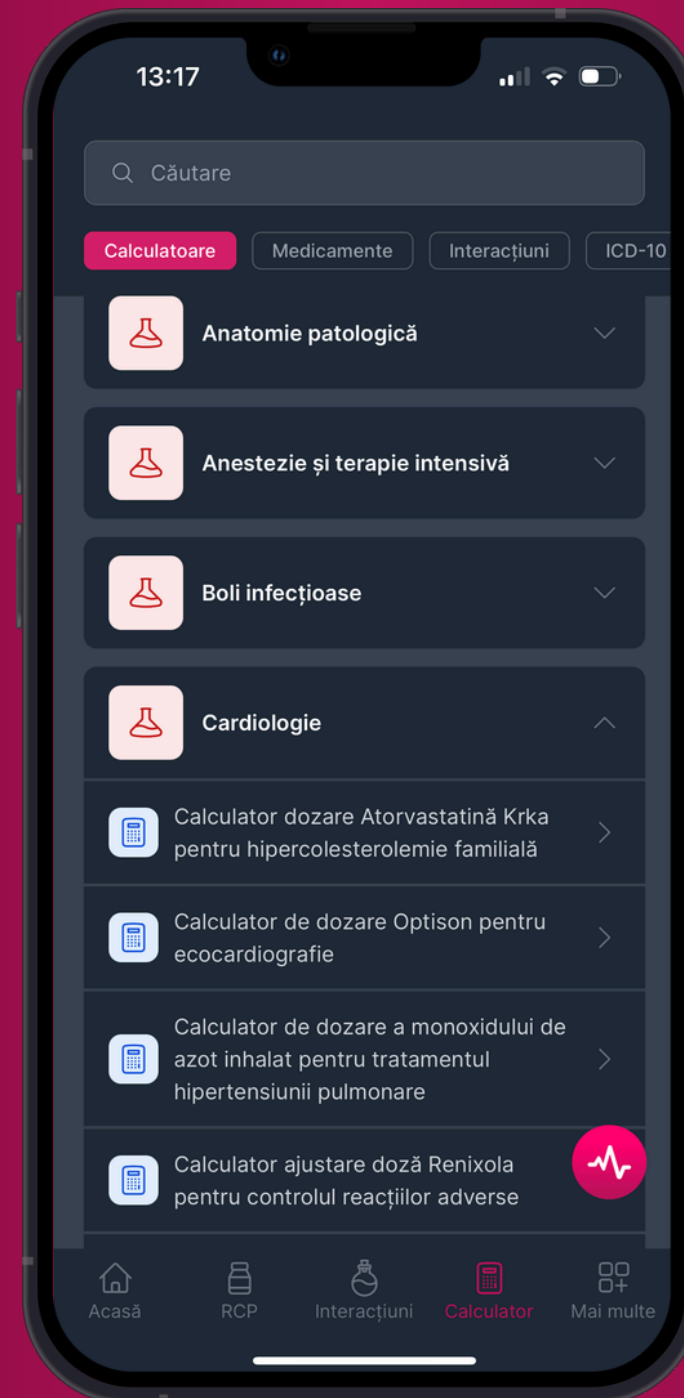 13:17
Căutare
Calculatoare
Medicamente
Interacțiuni
ICD-10
Anatomie patologică
Anestezie și terapie intensivă
Boli infecțioase
Cardiologie
Calculator dozare Atorvastatină Krka
pentru hipercolesterolemie familială
Calculator de dozare Optison pentru
ecocardiografie
Calculator de dozare a monoxidului de
azot inhalat pentru tratamentul
hipertensiunii pulmonare
Calculator ajustare doză Renixola
pentru controlul reacțiilor adverse
Acasă
RCP
Interacțiuni
Calculator
Mai multe